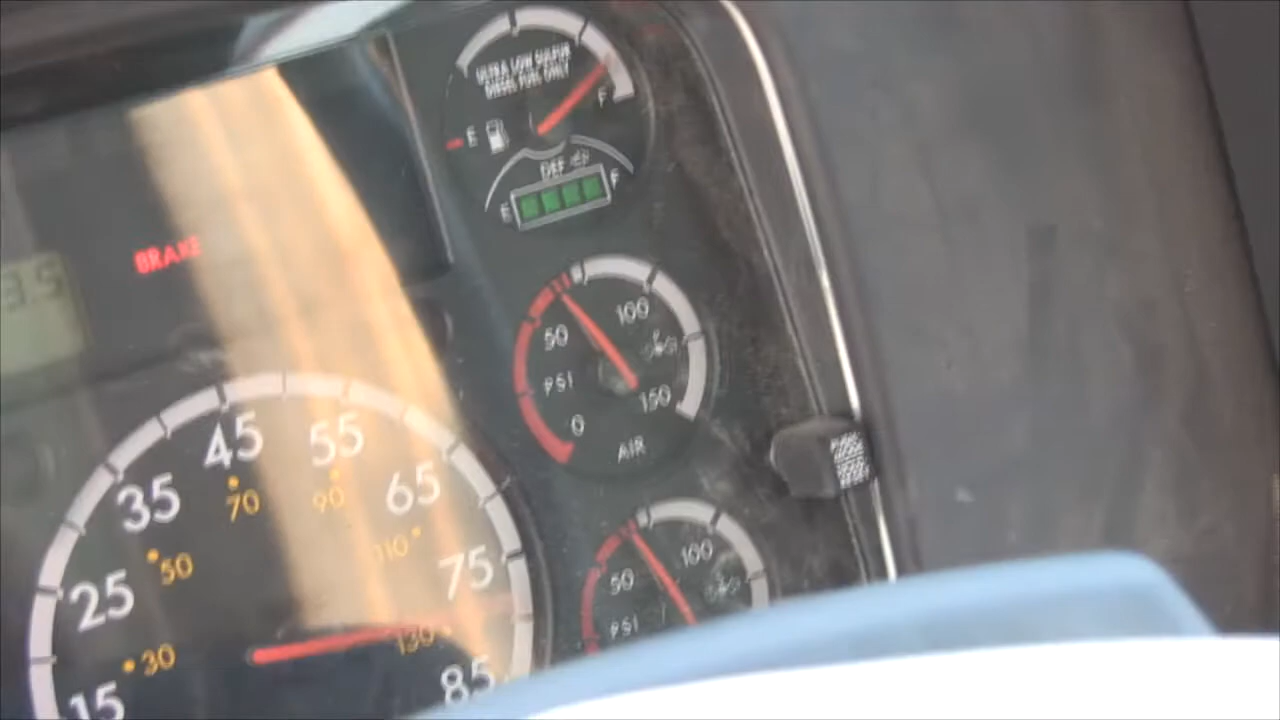 ULTRA LOW SULFUR
DIESEL FUEL ONLY
E
F
DEF
E
F
BRAKE
50
100
PSI
0
150
AIR
50
100
PSI
45
55
35
65
70
90
50
110
25
75
30
130
15
85